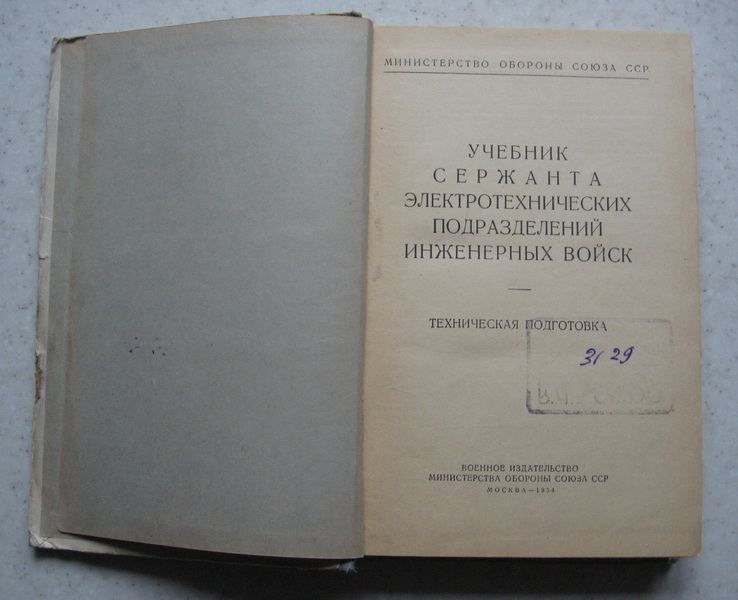 МИНИСТЕРСТВО ОБОРОНЫ СОЮЗА ССР
УЧЕБНИК
СЕРЖАНТА
ЭЛЕКТРОТЕХНИЧЕСКИХ
ПОДРАЗДЕЛЕНИЙ
ИНЖЕНЕРНЫХ ВОЙСК
ТЕХНИЧЕСКАЯ ПОДГОТОВКА
29
В.Ч.
ВОЕННОЕ ИЗДАТЕЛЬСТВО
МИНИСТЕРСТВА ОБОРОНЫ СОЮЗА ССР
МОСКВА—1954